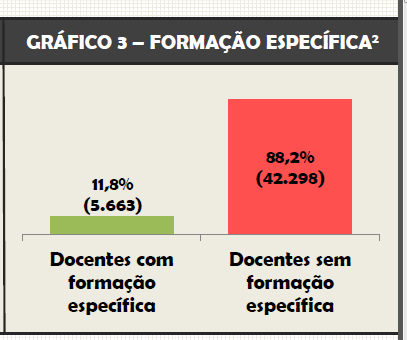 GRÁFICO 3 – FORMAÇÃO ESPECÍFICA²
11,8%
(5.663)
88,2%
(42.298)
Docentes com
formação
específica
Docentes sem
formação
específica